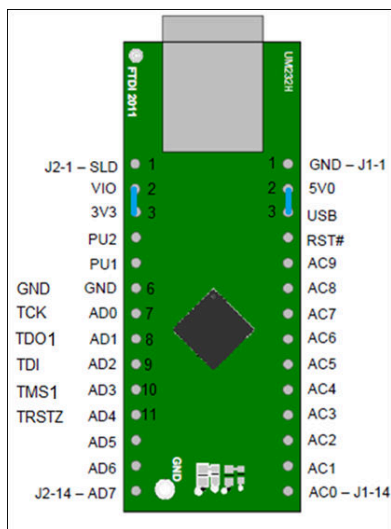 FTDI 2011
UM232H
J2-1 – SLD 1 1 GND – J1-1
VIO 2 2 5V0
3V3 3 3 USB
PU2 RST#
PU1 AC9
GND GND 6 AC8
TCK AD0 7 AC7
TDO1 AD1 8 AC6
TDI AD2 9 AC5
TMS1 AD3 10 AC4
TRSTZ AD4 11 AC3
AD5 AC2
AD6 AC1
J2-14 – AD7 AC0 – J1-14
GND